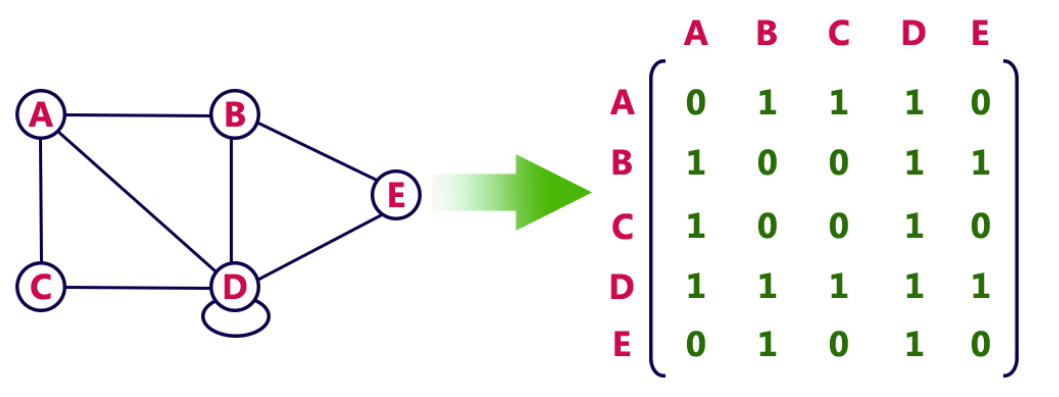 A B
E
C D
A B C D E
A 0 1 1 1 0
B 1 0 0 1 1
C 1 0 0 1 0
D 1 1 1 1 1
E 0 1 0 1 0